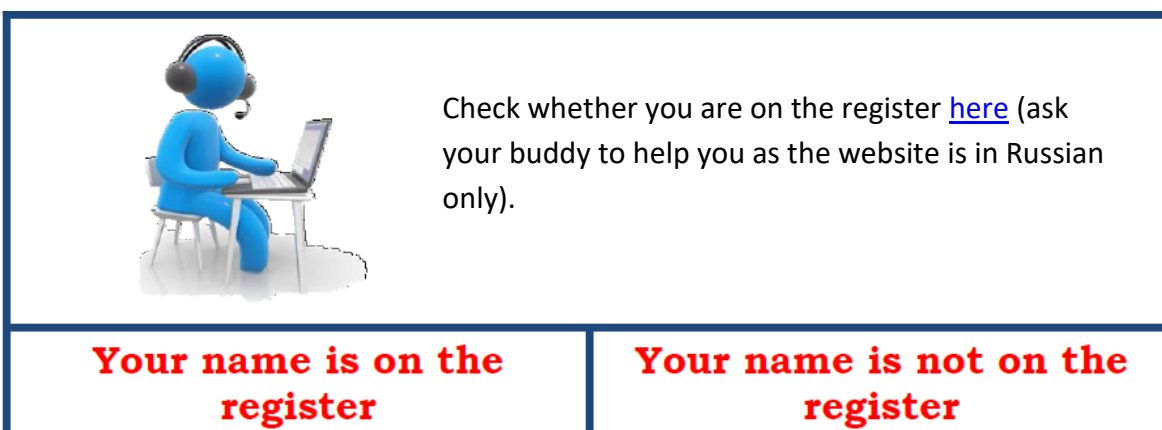 Check whether you are on the register here (ask
your buddy to help you as the website is in Russian
only).
Your name is on the
register
Your name is not on the
register